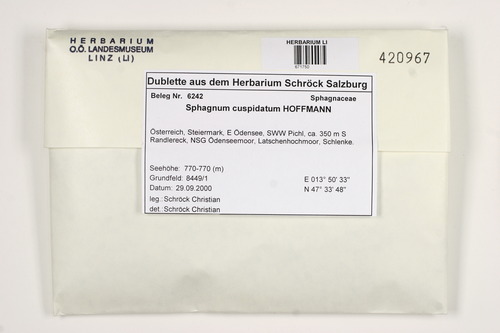 HERBARIUM
O.Ö. LANDESMUSEUM
LINZ (LI)
HERBARIUM LI
420967
Dublette aus dem Herbarium Schröck Salzburg
Beleg Nr. 6242 Sphagnaceae
Sphagnum cuspidatum HOFFMANN
Österreich, Steiermark, E Ödensee, SWW Pichl, ca. 350 m S
Randlereck, NSG Ödenseemoor, Latschenhochmoor, Schlenke.
Seehöhe: 770-770 (m)
Grundfeld: 8449/1 E 013° 50' 33"
Datum: 29.09.2000 N 47° 33' 48"
leg.:Schröck Christian
det.:Schröck Christian